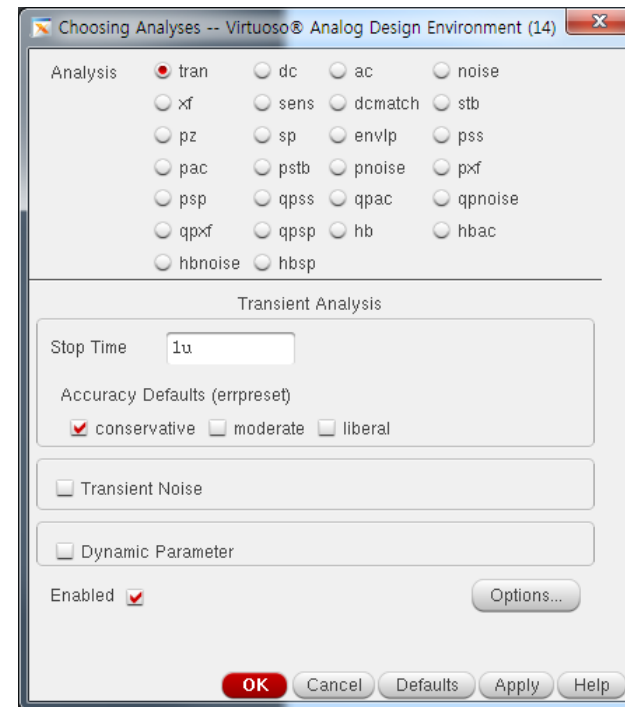 Choosing Analyses -- Virtuoso® Analog Design Environment (14)
Analysis tran dc ac noise
xf sens dcmatch stb
pz sp envlp pss
pac pstb pnoise pxf
psp qpss qpac qpnoise
qpxf qpsp hb hbac
hbnoise hbsp
Transient Analysis
Stop Time 1u
Accuracy Defaults (errpreset)
conservative moderate liberal
Transient Noise
Dynamic Parameter
Enabled Options...
OK Cancel Defaults Apply Help